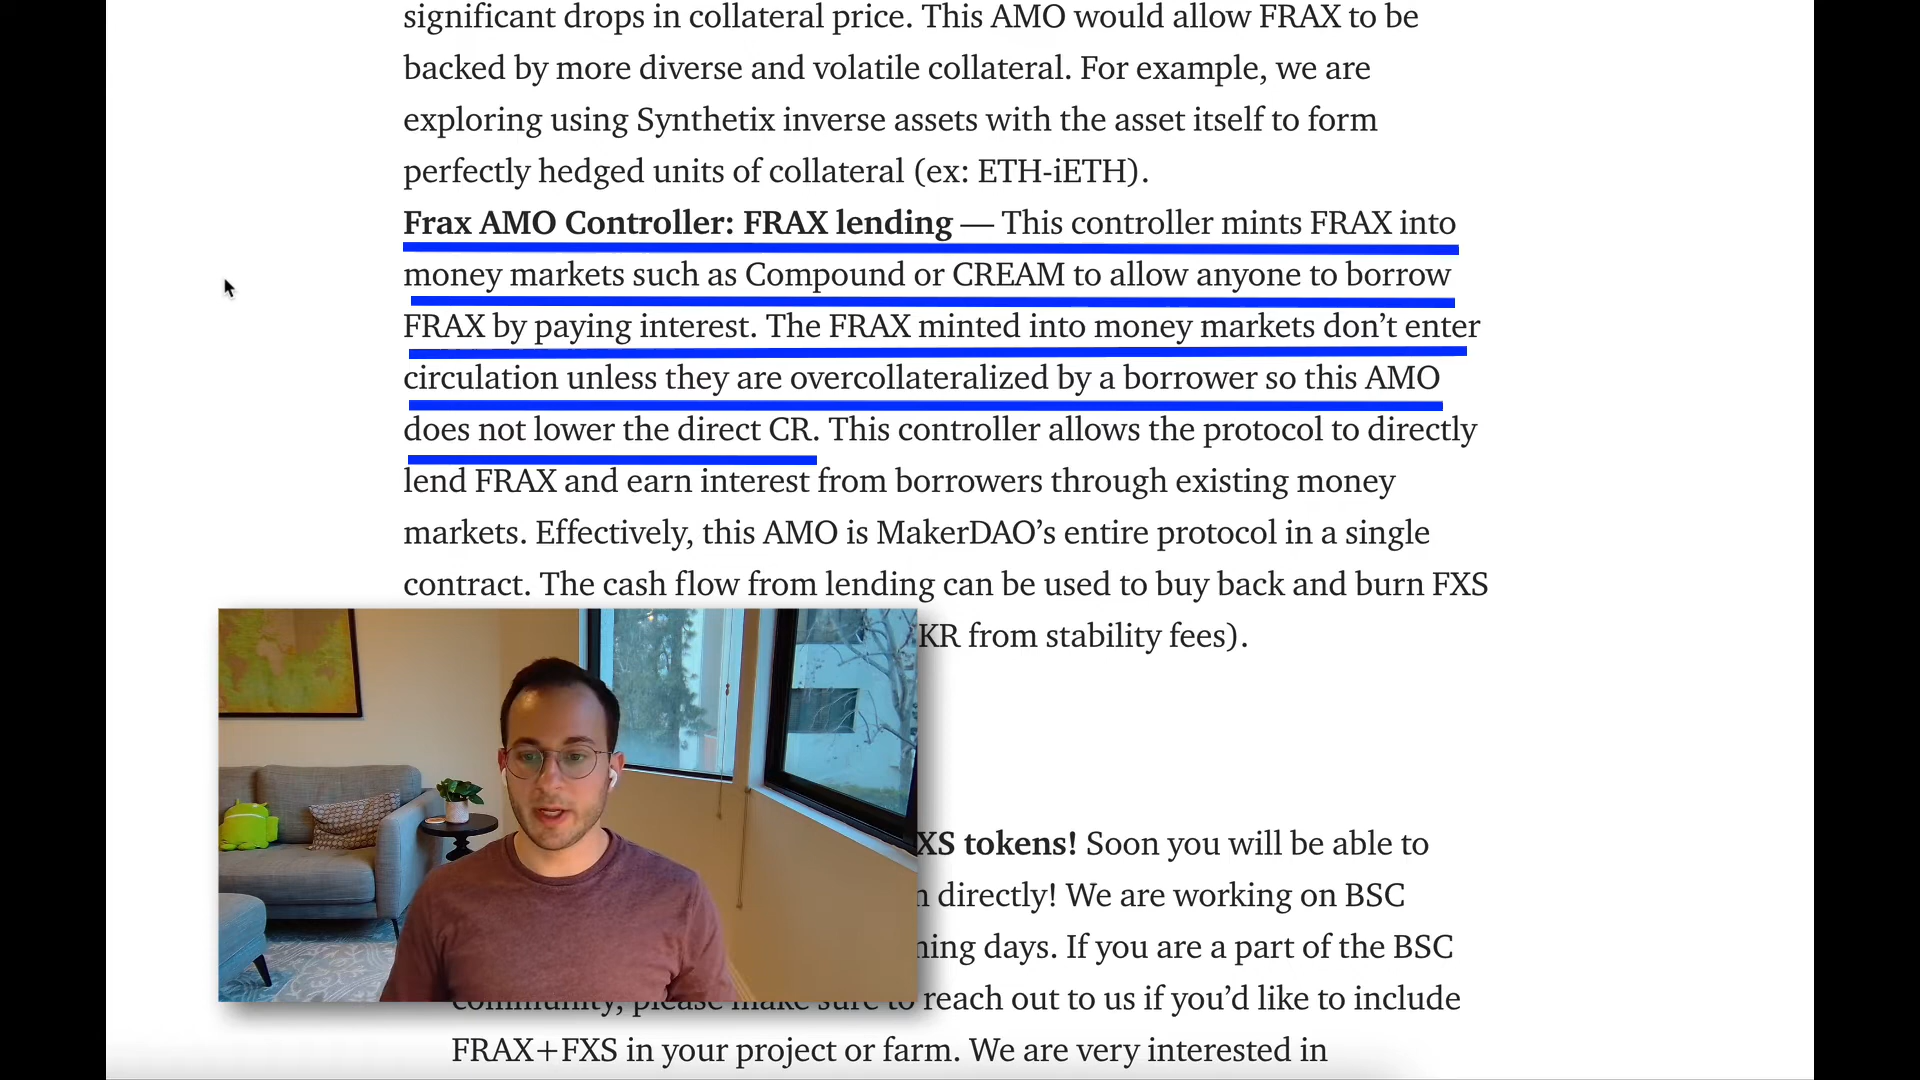 significant drops in collateral price. This AMO would allow FRAX to be
backed by more diverse and volatile collateral. For example, we are
exploring using Synthetix inverse assets with the asset itself to form
perfectly hedged units of collateral (ex: ETH-iETH).
Frax AMO Controller: FRAX lending — This controller mints FRAX into
money markets such as Compound or CREAM to allow anyone to borrow
FRAX by paying interest. The FRAX minted into money markets don’t enter
circulation unless they are overcollateralized by a borrower so this AMO
does not lower the direct CR. This controller allows the protocol to directly
lend FRAX and earn interest from borrowers through existing money
markets. Effectively, this AMO is MakerDAO’s entire protocol in a single
contract. The cash flow from lending can be used to buy back and burn FXS
KR from stability fees).
XS tokens! Soon you will be able to
directly! We are working on BSC
days. If you are a part of the BSC
community, please make sure to reach out to us if you’d like to include
FRAX+FXS in your project or farm. We are very interested in